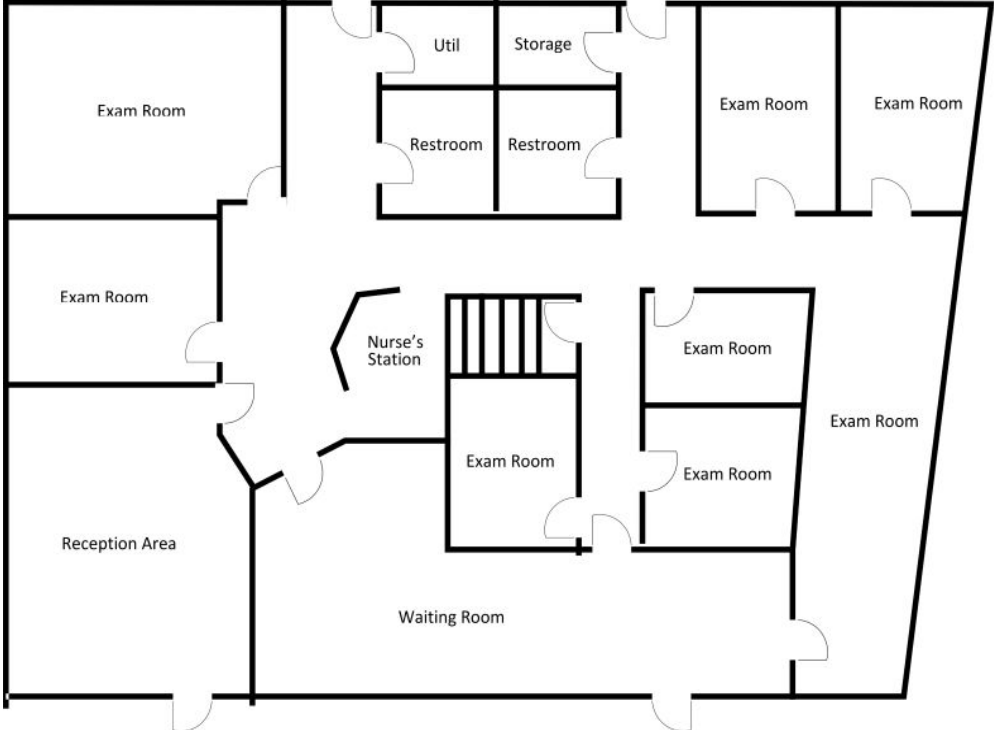 Util
Storage
Exam Room
Exam Room
Exam Room
Restroom
Restroom
Exam Room
Nurse's
Station
Exam Room
Exam Room
Exam Room
Exam Room
Reception Area
Waiting Room